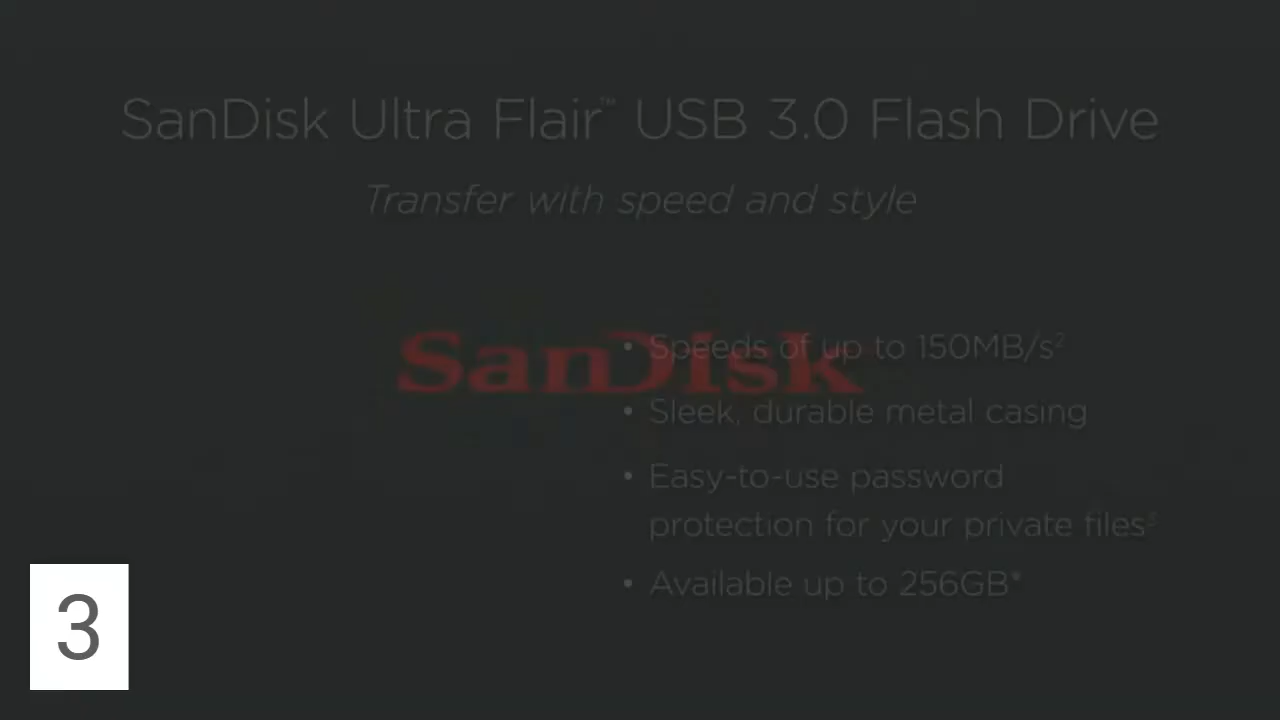 SanDisk Ultra Flair™ USB 3.0 Flash Drive
Transfer with speed and style
SanDisk
• Speeds of up to 150MB/s²
• Sleek, durable metal casing
• Easy-to-use password
protection for your private files³
• Available up to 256GB*
3